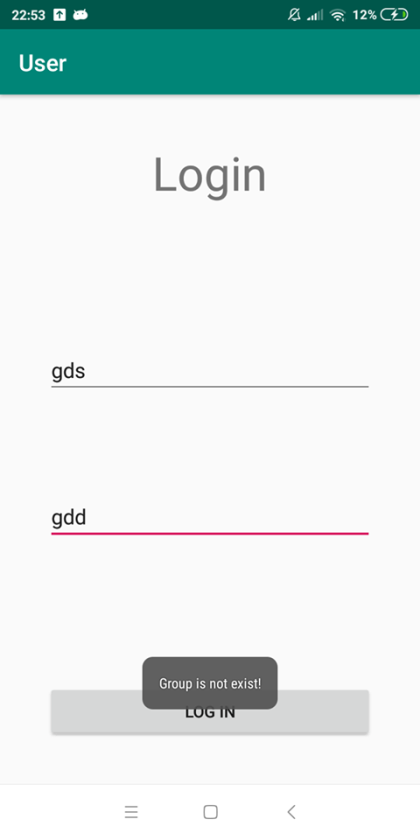 22:53 12%
User
Login
gds
gdd
Group is not exist!
LOG IN